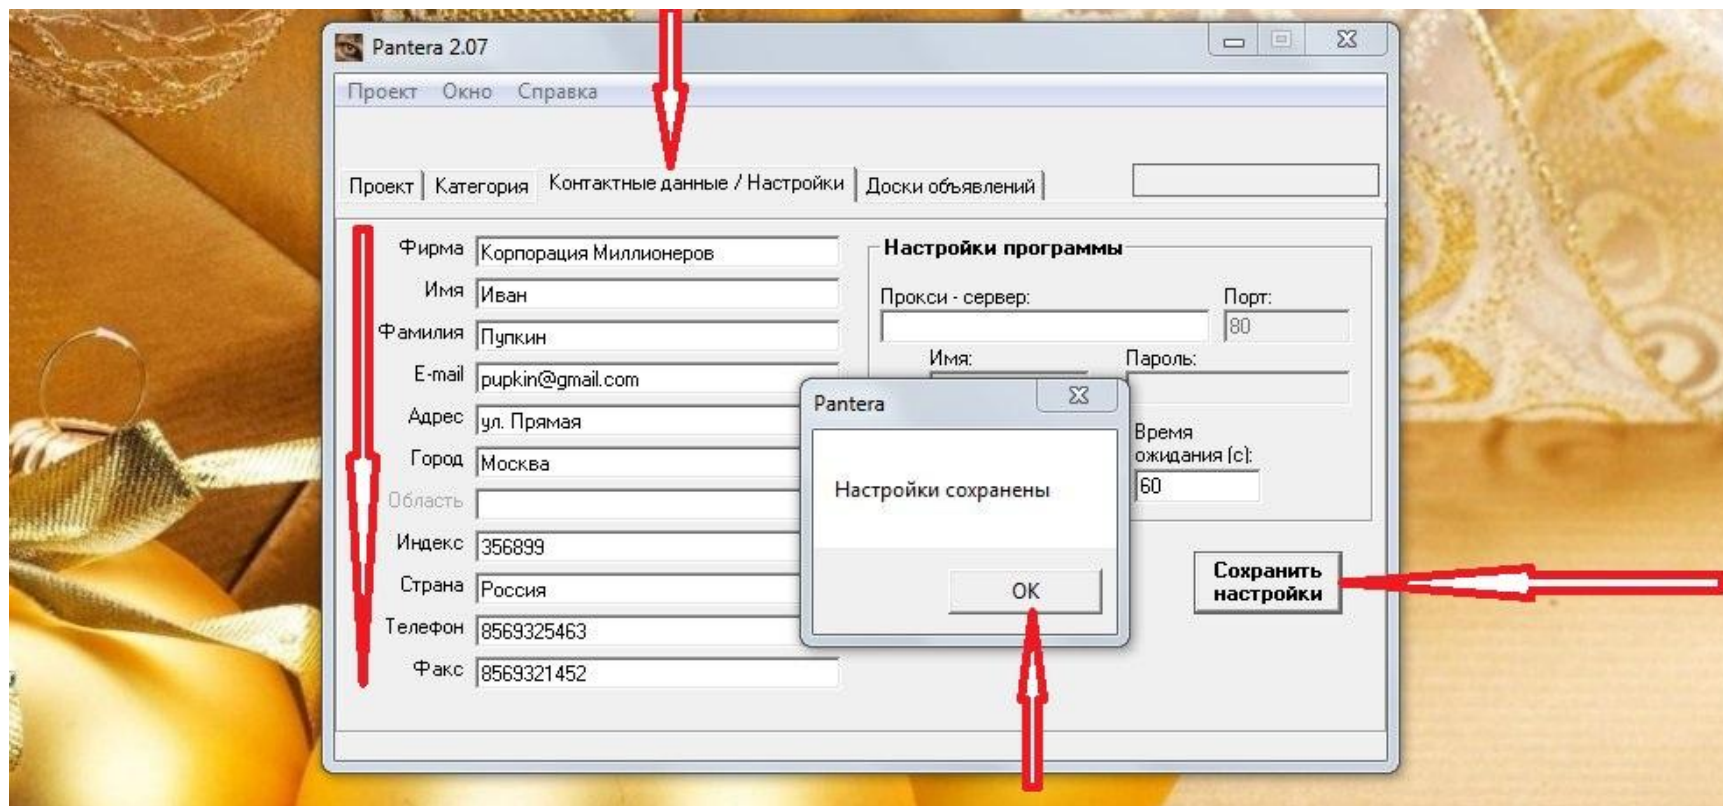 Pantera 2.07
Проект Окно Справка
Проект Категория Контактные данные / Настройки Доски объявлений
Фирма Корпорация Миллионеров
Имя Иван
Фамилия Пупкин
E-mail pupkin@gmail.com
Адрес ул. Прямая
Город Москва
Область
Индекс 356899
Страна Россия
Телефон 8569325463
Факс 8569321452
Настройки программы
Прокси - сервер: Порт:
80
Имя: Пароль:
Время
ожидания (с):
60
Pantera
Настройки сохранены
OK
Сохранить
настройки